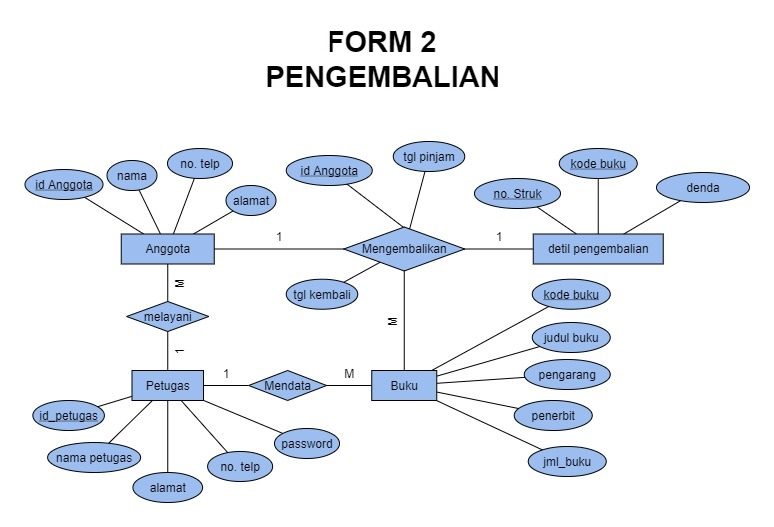 FORM 2
PENGEMBALIAN
id Anggota
nama
no. telp
alamat
id Anggota
tgl pinjam
no. Struk
kode buku
denda
Anggota
1
Mengembalikan
1
detil pengembalian
M
tgl kembali
M
kode buku
melayani
judul buku
1
pengarang
Petugas
1
Mendata
M
Buku
id_petugas
nama petugas
alamat
no. telp
password
penerbit
jml_buku